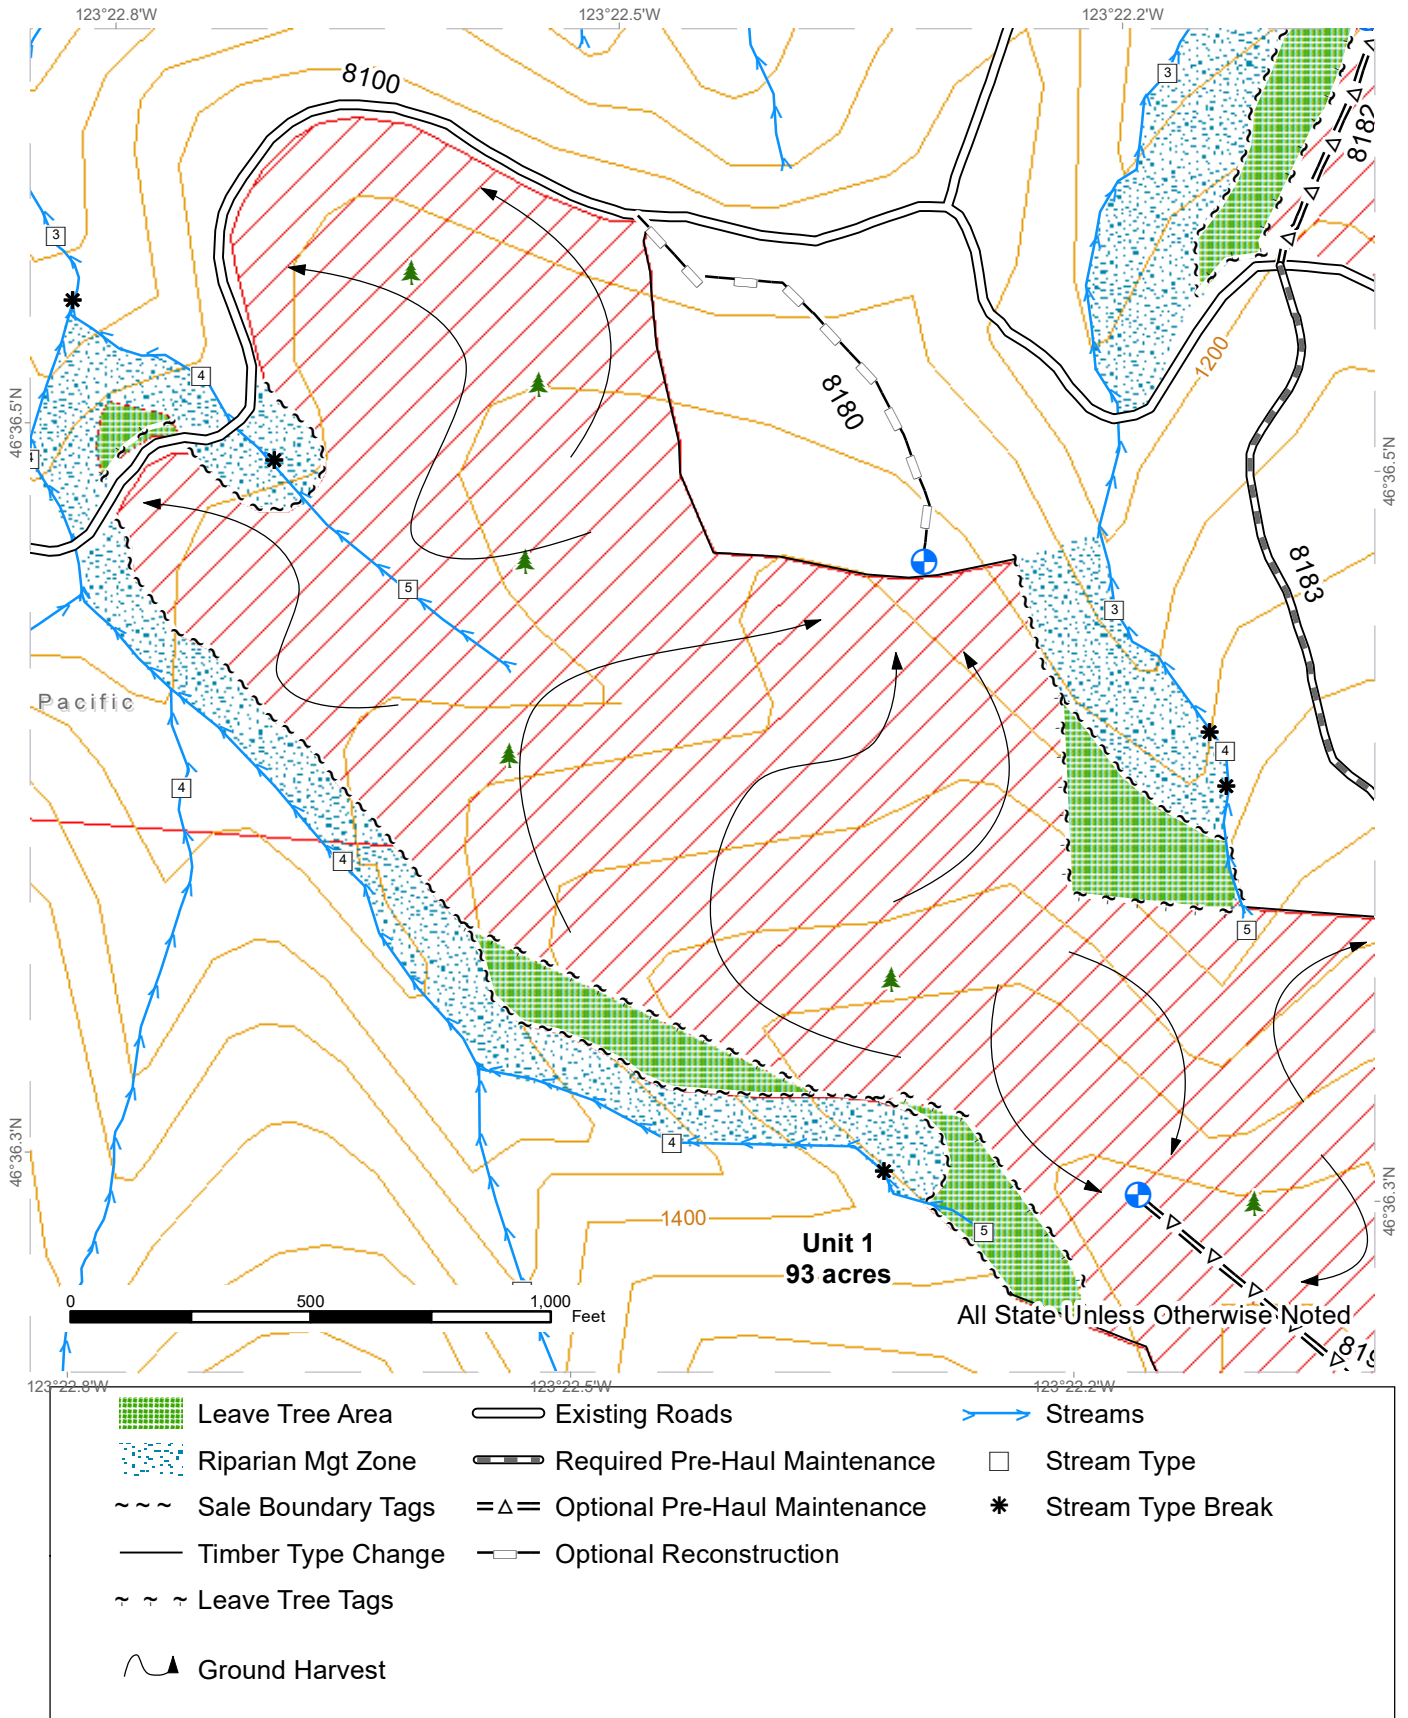 123°22.8'W 123°22.5'W 123°22.2'W
8100
3
8182
3
1200
4
8180
46°36.5'N
46°36.5'N
4
8183
5
3
Pacific
4
4
4
5
4
46°36.3'N
46°36.3'N
1400
5
Unit 1
93 acres
0 500 1,000
Feet
All State Unless Otherwise Noted
819
123°22.8'W 123°22.5'W 123°22.2'W
Leave Tree Area Existing Roads Streams
Riparian Mgt Zone Required Pre-Haul Maintenance Stream Type
Sale Boundary Tags Optional Pre-Haul Maintenance Stream Type Break
Timber Type Change Optional Reconstruction
Leave Tree Tags
Ground Harvest